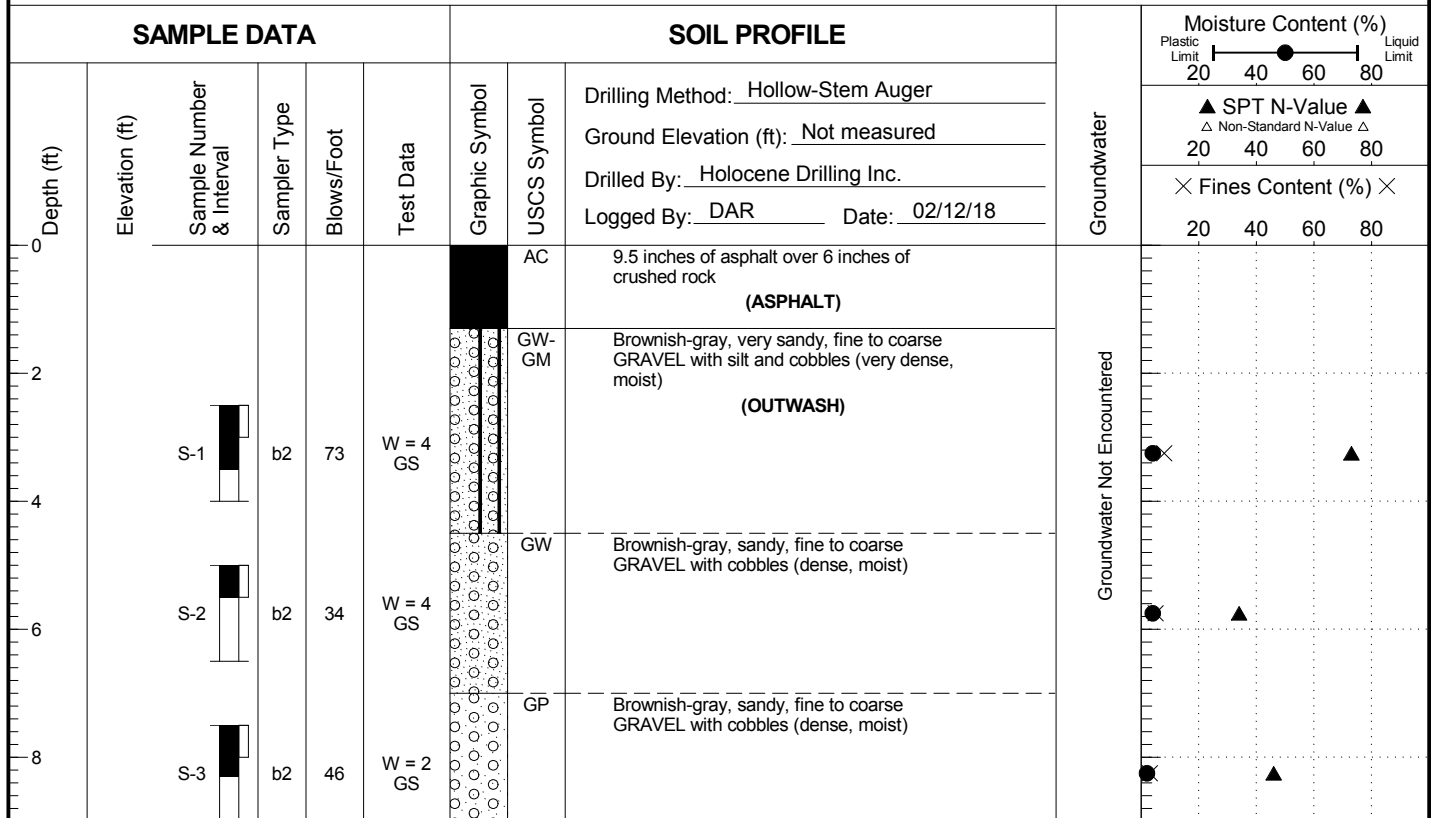 SAMPLE DATA
SOIL PROFILE
Depth (ft)
Elevation (ft)
Sample Number
& Interval
Sampler Type
Blows/Foot
Test Data
Graphic Symbol
USCS Symbol
Drilling Method: Hollow-Stem Auger
Ground Elevation (ft): Not measured
Drilled By: Holocene Drilling Inc.
Logged By: DAR Date: 02/12/18
Groundwater
Moisture Content (%)
Plastic
Limit
Liquid
Limit
20 40 60 80
▲ SPT N-Value ▲
△ Non-Standard N-Value △
20 40 60 80
× Fines Content (%) ×
20 40 60 80
0
AC
9.5 inches of asphalt over 6 inches of
crushed rock
(ASPHALT)
GW-
GM
Brownish-gray, very sandy, fine to coarse
GRAVEL with silt and cobbles (very dense,
moist)
(OUTWASH)
2
S-1 b2 73 W = 4
GS
4
GW
Brownish-gray, sandy, fine to coarse
GRAVEL with cobbles (dense, moist)
S-2 b2 34 W = 4
GS
6
GP
Brownish-gray, sandy, fine to coarse
GRAVEL with cobbles (dense, moist)
8
S-3 b2 46 W = 2
GS
Groundwater Not Encountered